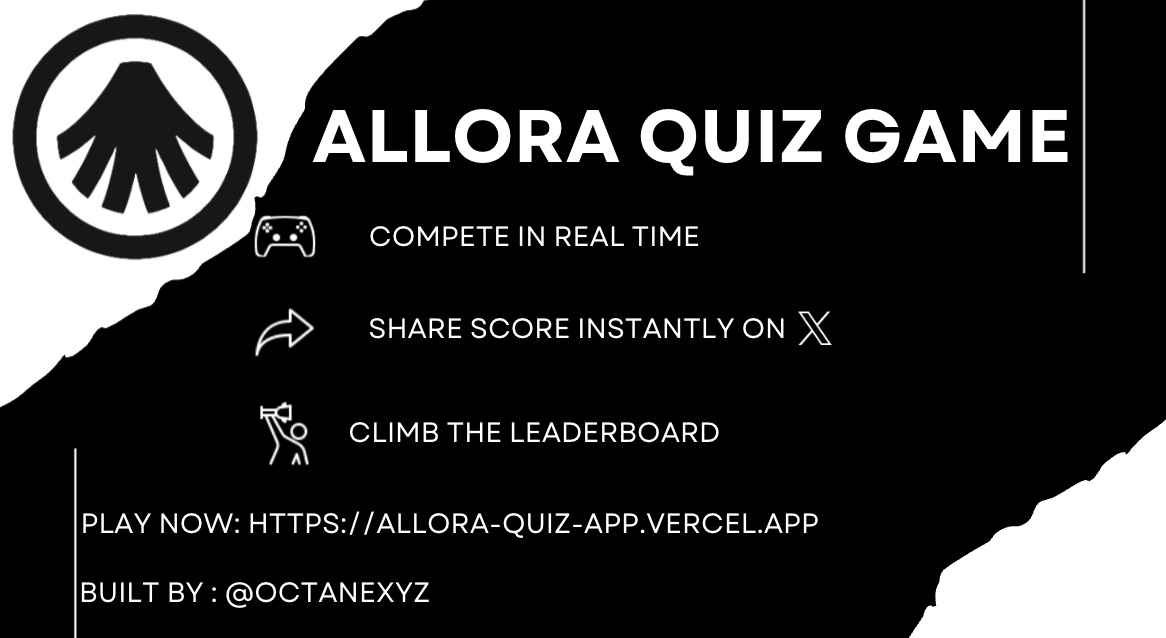 ALLORA QUIZ GAME
COMPETE IN REAL TIME
SHARE SCORE INSTANTLY ON X
CLIMB THE LEADERBOARD
PLAY NOW: HTTPS://ALLORA-QUIZ-APP.VERCEL.APP
BUILT BY : @OCTANEXYZ